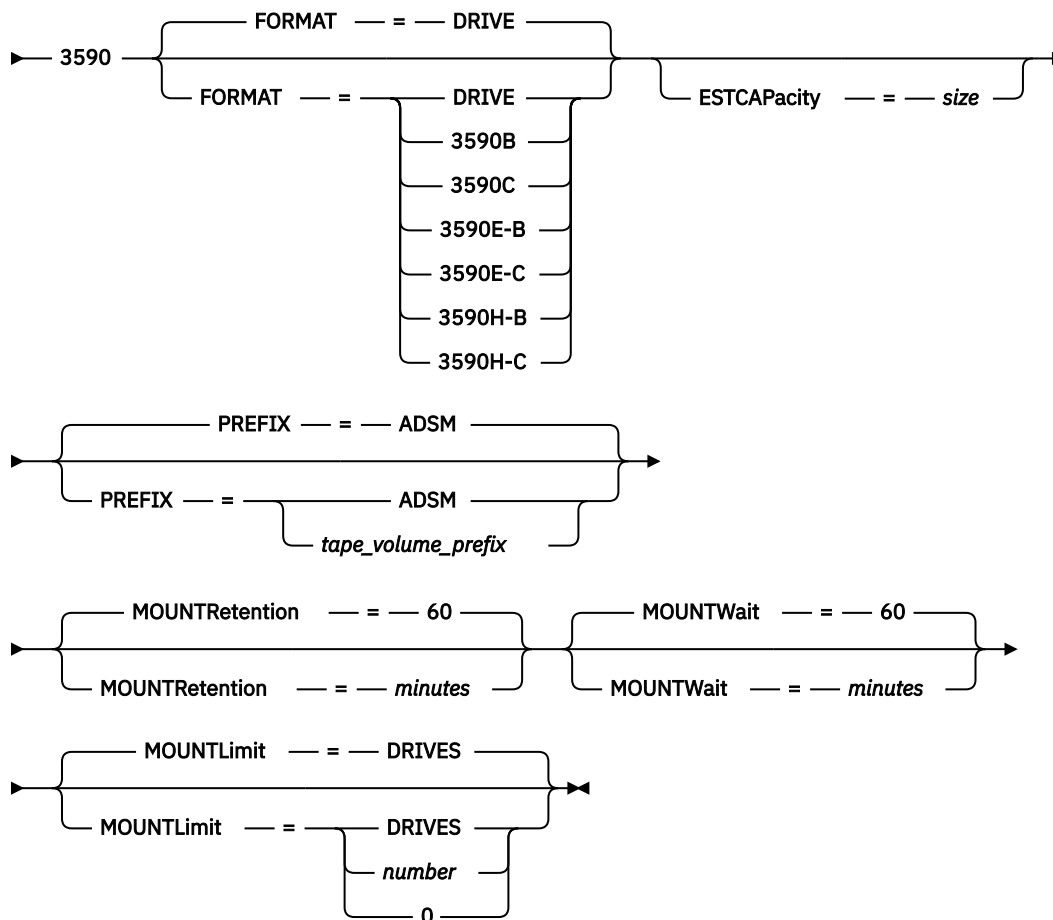 FORMAT = DRIVE
3590
FORMAT = DRIVE
ESTCAPacity = size
3590B
3590C
3590E-B
3590E-C
3590H-B
3590H-C
PREFIX = ADSM
PREFIX = ADSM
tape_volume_prefix
MOUNTRetention = 60 MOUNTWait = 60
MOUNTRetention = minutes MOUNTWait = minutes
MOUNTLimit = DRIVES
MOUNTLimit = DRIVES
number
0